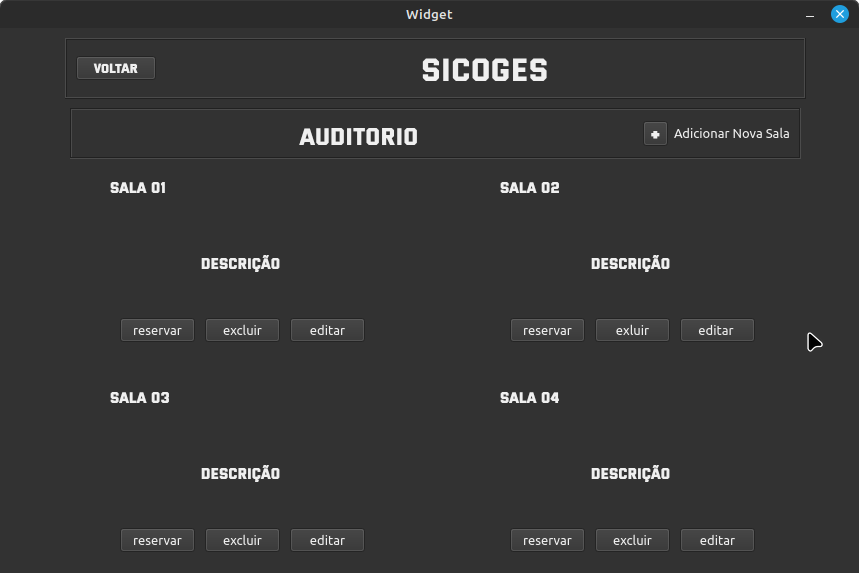 Widget
VOLTAR
SICOGES
AUDITORIO
Adicionar Nova Sala
SALA 01
SALA 02
DESCRIÇÃO
DESCRIÇÃO
reservar excluir editar
reservar exluir editar
SALA 03
SALA 04
DESCRIÇÃO
DESCRIÇÃO
reservar excluir editar
reservar excluir editar